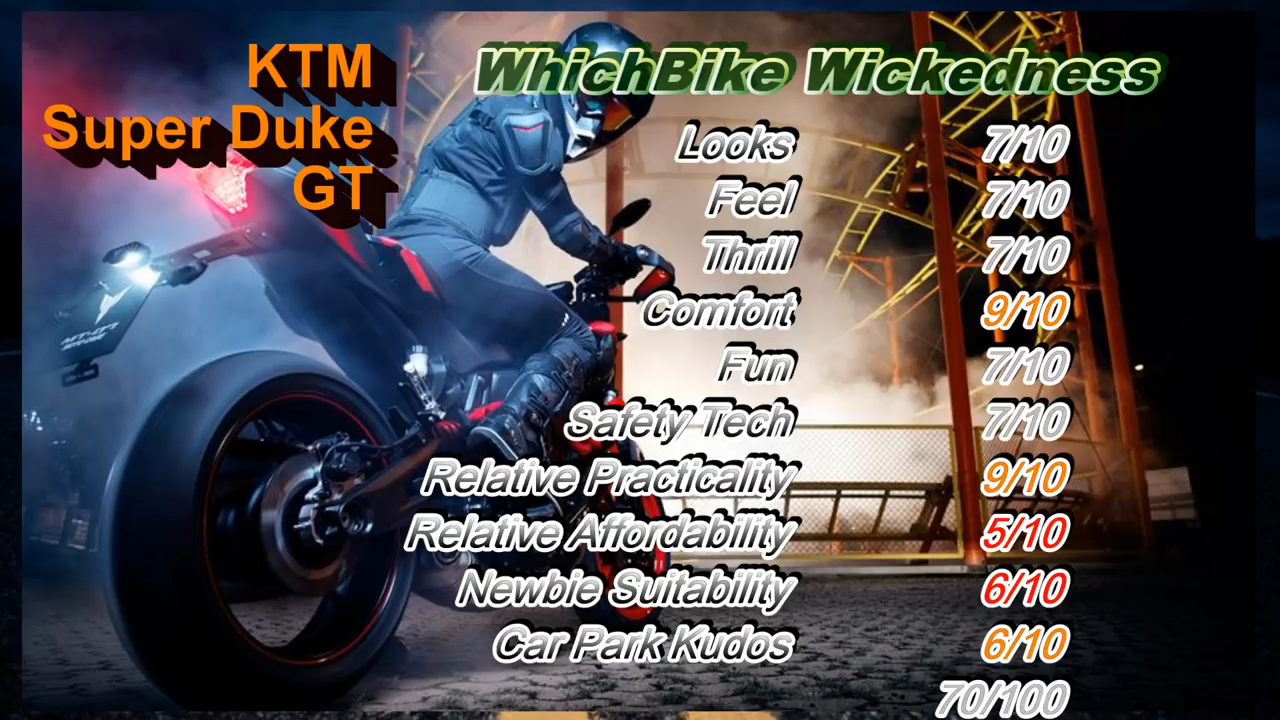 KTM
Super Duke
GT
WhichBike Wickedness
Looks 7/10
Feel 7/10
Thrill 7/10
Comfort 9/10
Fun 7/10
Safety Tech 7/10
Relative Practicality 9/10
Relative Affordability 5/10
Newbie Suitability 6/10
Car Park Kudos 6/10
70/100
MT-07